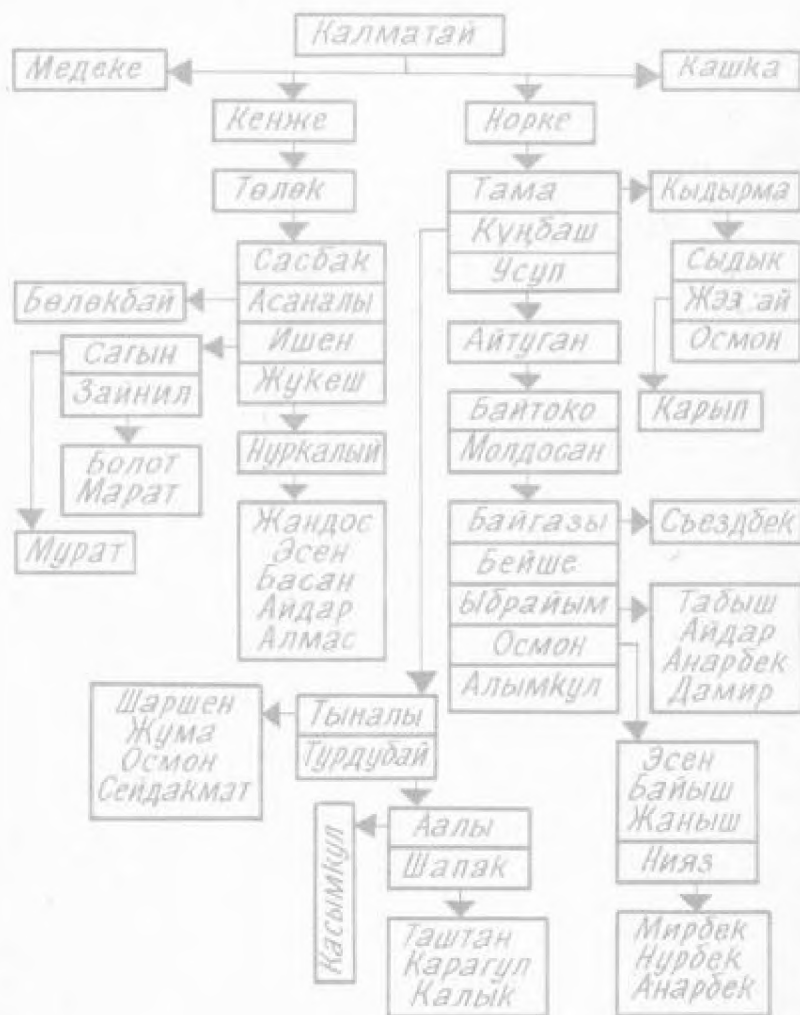 Калматай
Медеке
Кашка
Кенже
Норке
Төлөк
Тама
Кыдырма
Күңбаш
Усуп
Сасбак
Асаналы
Ишен
Жукеш
Сыдык
Осмон
Бөлөкбай
Сагын
Зайнил
Айтуган
Карып
Байтоко
Молдосан
Болот
Марат
Нуркалый
Мурат
Жандос
Эсен
Басан
Айдар
Алмас
Байгазы
Бейше
Ыбрайым
Осмон
Алымкул
Съездбек
Табыш
Айдар
Анарбек
Дамир
Шаршен
Жума
Осмон
Сейдакмат
Тыналы
Турдубай
Эсен
Байыш
Жаныш
Нияз
Касымкул
Аалы
Шапак
Таштан
Карагул
Калык
Мирбек
Нурбек
Анарбек